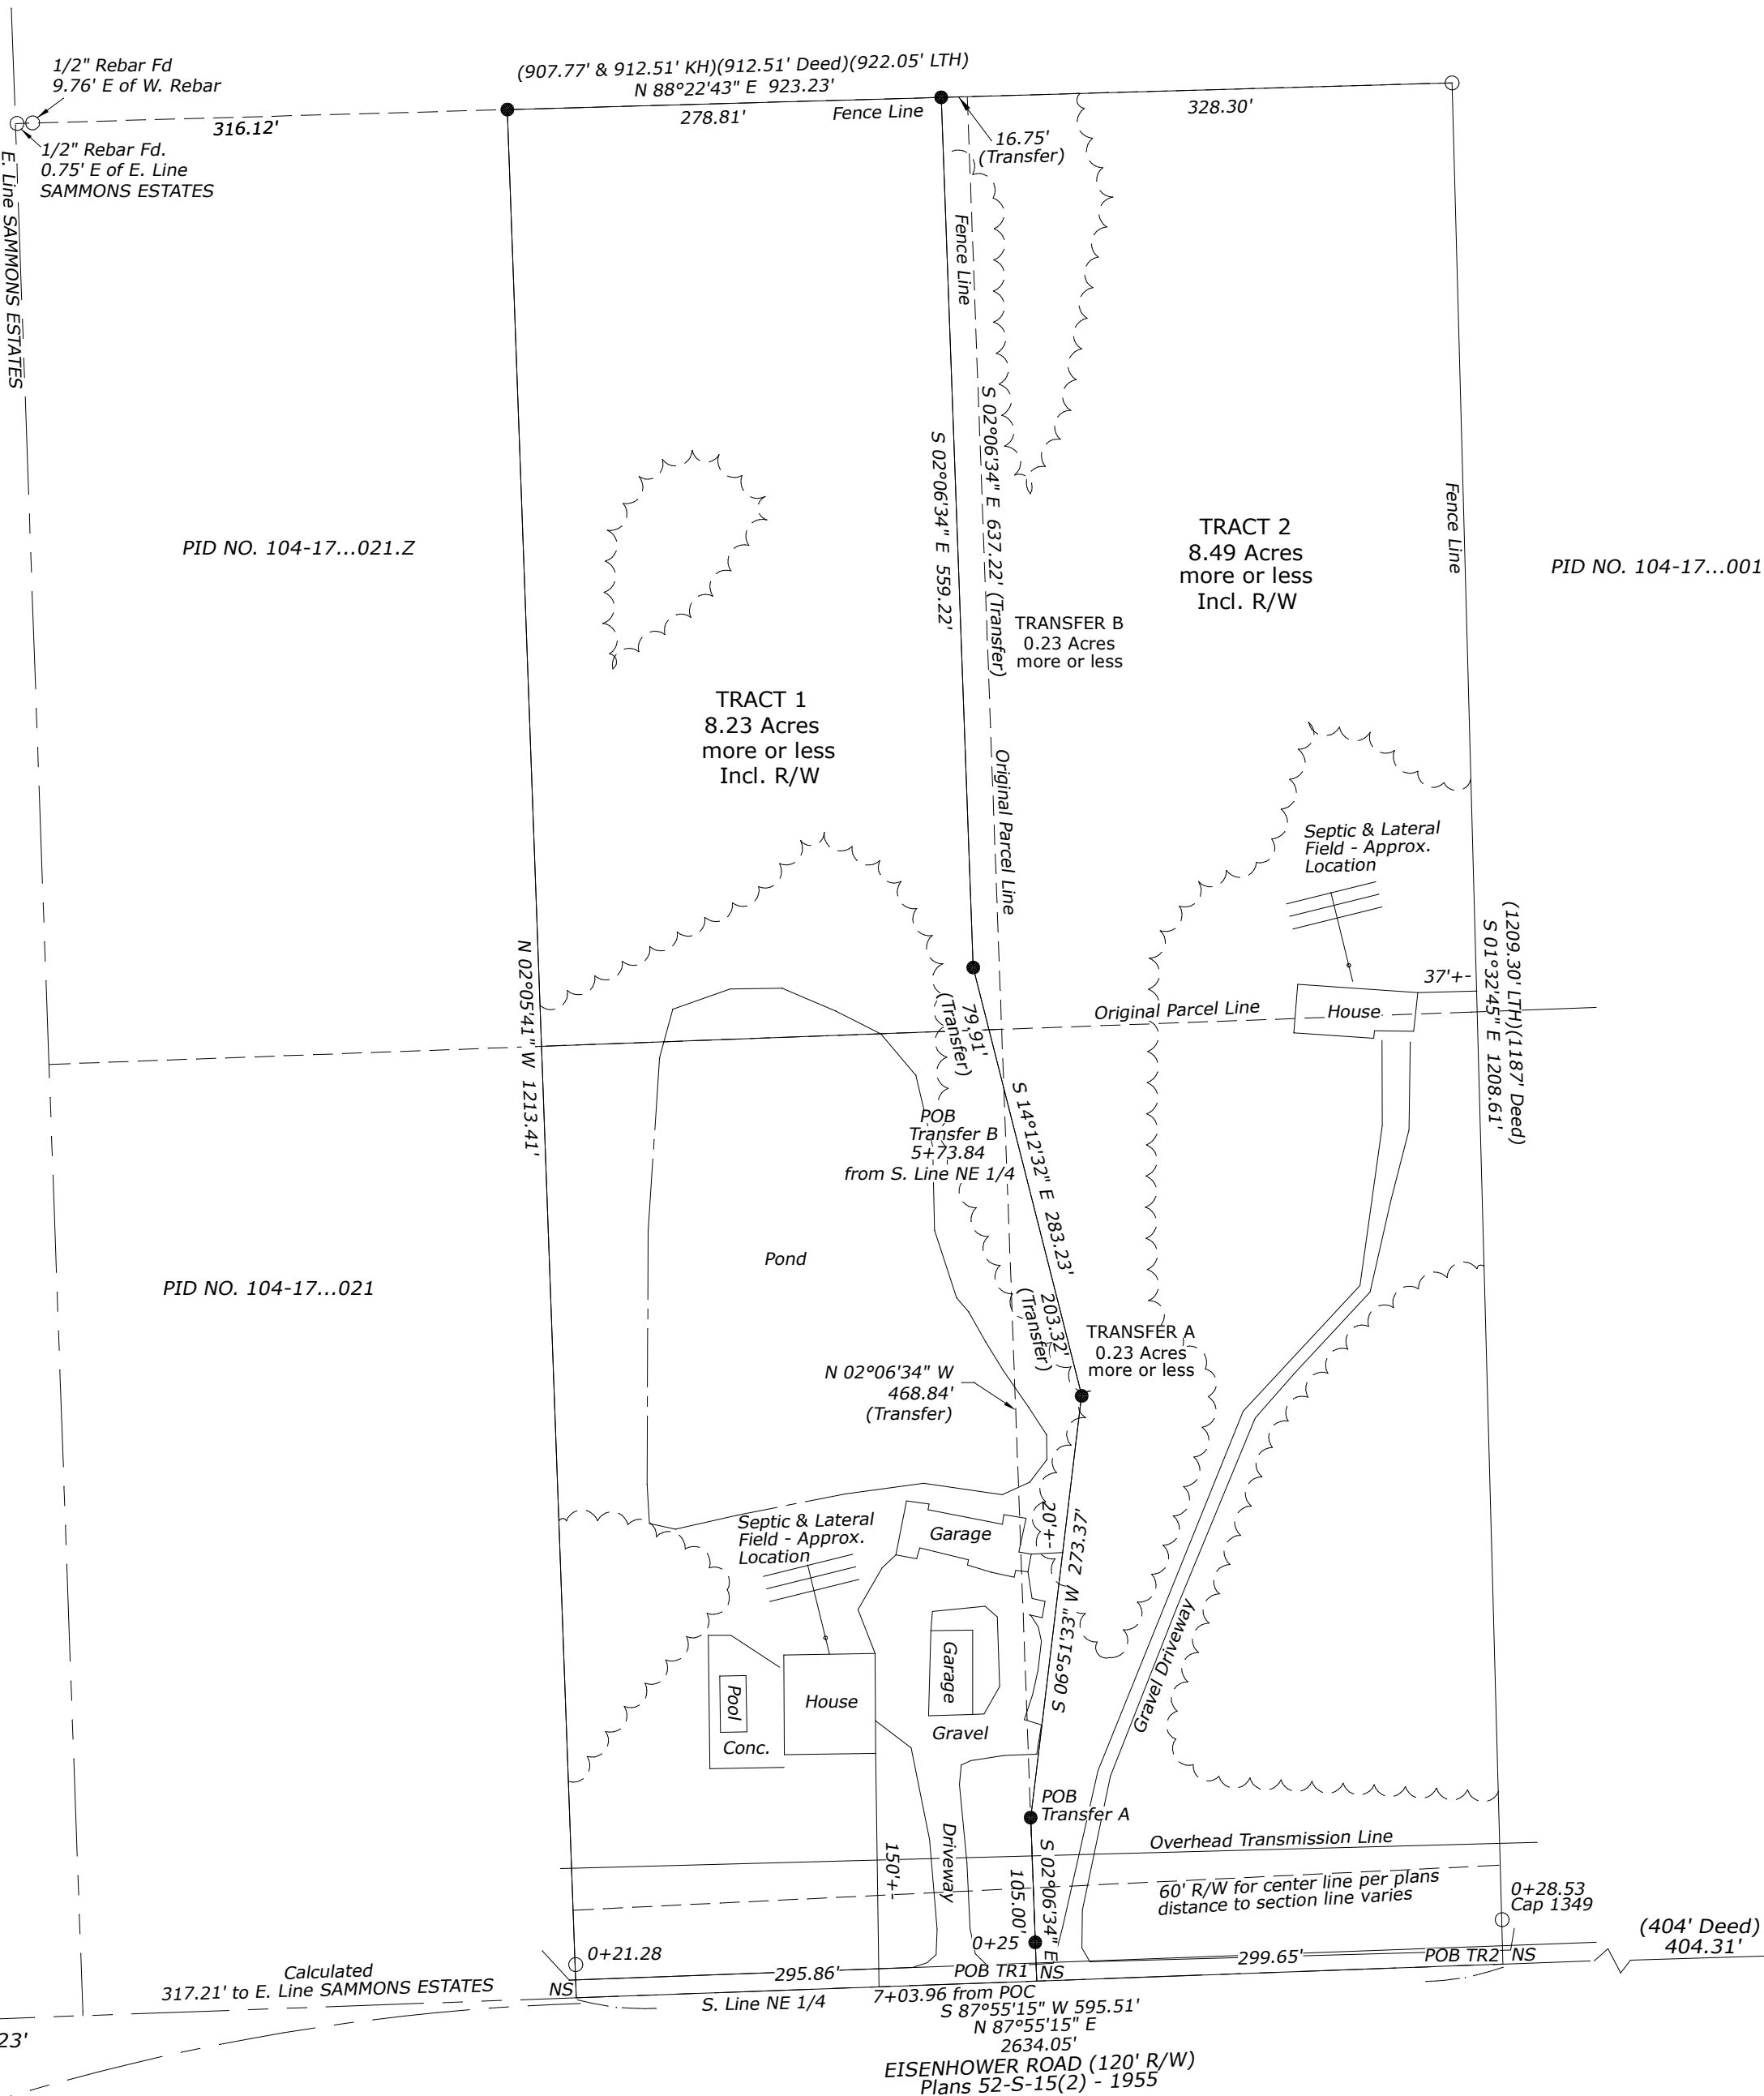 1/2" Rebar Fd
9.76' E of W. Rebar
(907.77' & 912.51' KH)(912.51' Deed)(922.05' LTH)
N 88°22'43" E 923.23'
316.12'
278.81'
Fence Line
328.30'
16.75'
(Transfer)
1/2" Rebar Fd.
0.75' E of E. Line
SAMMONS ESTATES
E. Line SAMMONS ESTATES
Fence Line
S 02°06'34" E 559.22'
S 02°06'34" E 637.22' (Transfer)
Fence Line
PID NO. 104-17...021.Z
TRACT 2
8.49 Acres
more or less
Incl. R/W
PID NO. 104-17...001
TRANSFER B
0.23 Acres
more or less
TRACT 1
8.23 Acres
more or less
Incl. R/W
Original Parcel Line
Septic & Lateral
Field - Approx.
Location
N 02°05'41" W 1213.41'
79.91'
(Transfer)
Original Parcel Line
House
37'+-
(1209.30' LTH)(1187' Deed)
S 01°32'45" E 1208.61'
POB
Transfer B
5+73.84
from S. Line NE 1/4
S 14°12'32" E 283.23'
Pond
PID NO. 104-17...021
203.32'
(Transfer)
TRANSFER A
0.23 Acres
more or less
N 02°06'34" W
468.84'
(Transfer)
Septic & Lateral
Field - Approx.
Location
Garage
20'+-
S 06°51'33" W 273.37'
Garage
Pool
House
Conc.
Gravel
Gravel Driveway
POB
Transfer A
Driveway
150'+-
105.00'
S 02°06'34" E
Overhead Transmission Line
60' R/W for center line per plans
distance to section line varies
0+28.53
Cap 1349
(404' Deed)
404.31'
0+21.28
0+25
299.65'
POB TR2
NS
295.86'
POB TR1
NS
Calculated
317.21' to E. Line SAMMONS ESTATES
NS
S. Line NE 1/4
7+03.96 from POC
S 87°55'15" W 595.51'
N 87°55'15" E
2634.05'
23'
EISENHOWER ROAD (120' R/W)
Plans 52-S-15(2) - 1955